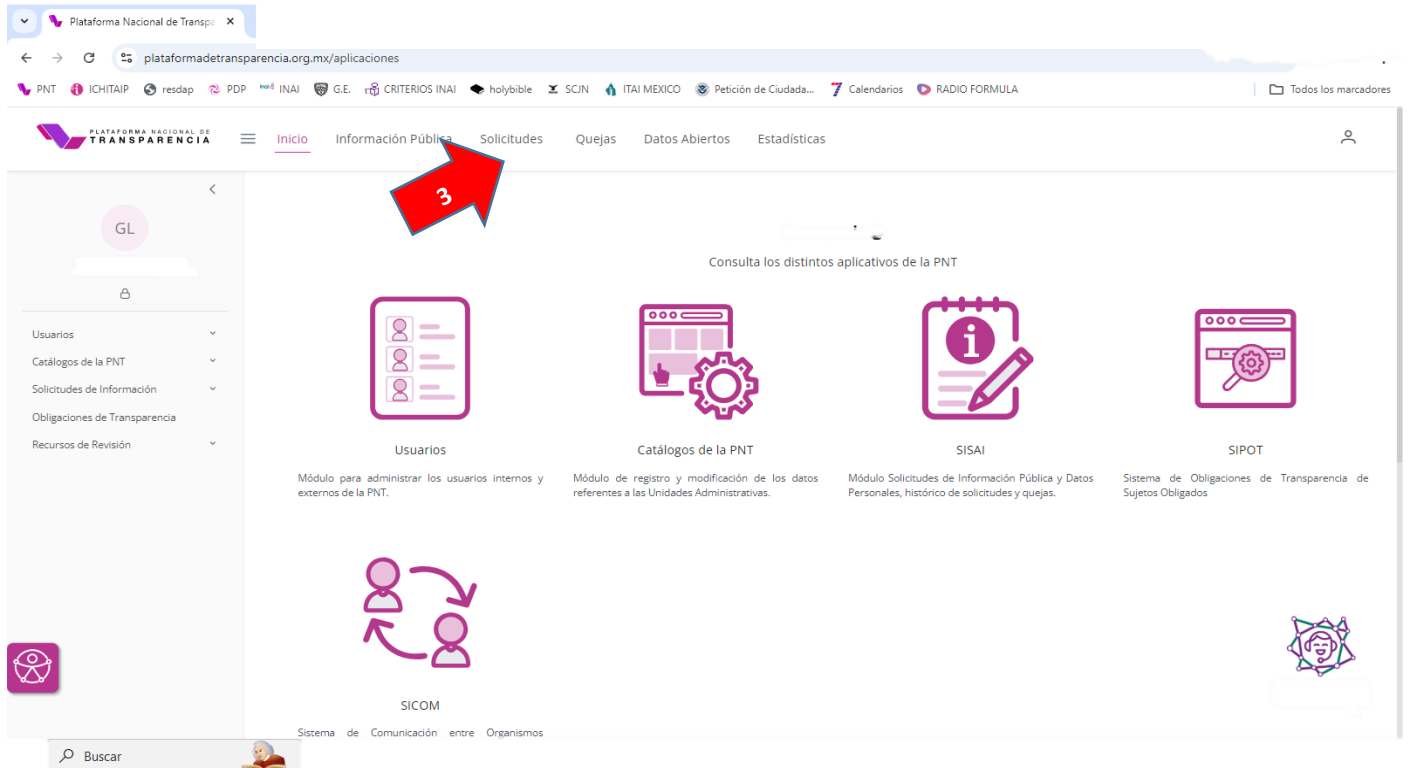 Plataforma Nacional de Transpa
plataformadetransparencia.org.mx/aplicaciones
PNT ICHITAIP resdap PDP inai INAI G.E. CRITERIOS INAI holybible SCJN ITAI MEXICO Petición de Ciudada... Calendarios RADIO FORMULA Todos los marcadores
PLATAFORMA NACIONAL DE
TRANSPARENCIA
Inicio Información Pública Solicitudes Quejas Datos Abiertos Estadísticas
3
GL
Usuarios
Catálogos de la PNT
Solicitudes de Información
Obligaciones de Transparencia
Recursos de Revisión
Consulta los distintos aplicativos de la PNT
Usuarios
Módulo para administrar los usuarios internos y
externos de la PNT.
Catálogos de la PNT
Módulo de registro y modificación de los datos
referentes a las Unidades Administrativas.
SISAI
Módulo Solicitudes de Información Pública y Datos
Personales, histórico de solicitudes y quejas.
SIPOT
Sistema de Obligaciones de Transparencia de
Sujetos Obligados
SICOM
Sistema de Comunicación entre Organismos
Buscar